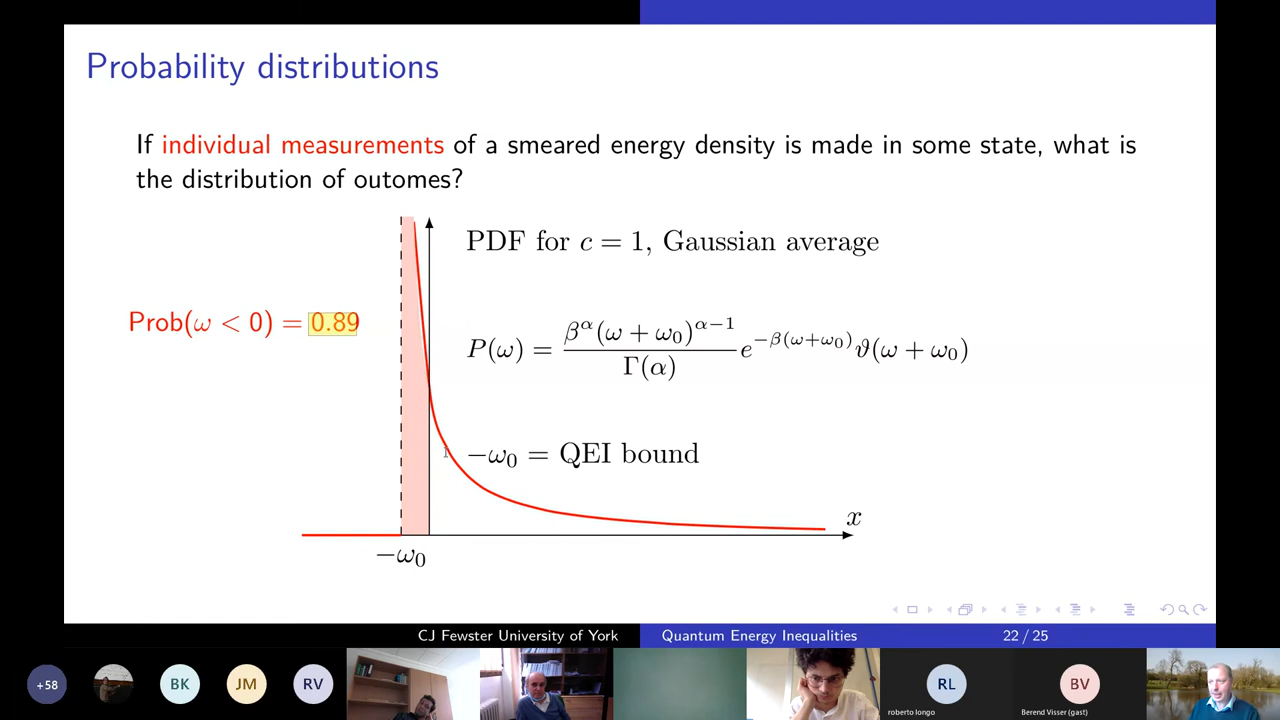 Probability distributions
If individual measurements of a smeared energy density is made in some state, what is
the distribution of outcomes?
PDF for c = 1, Gaussian average
Prob(ω < 0) = 0.89
P(ω) = β^α(ω + ω₀)^(α−1) / Γ(α) e^(−β(ω+ω₀)) ϑ(ω + ω₀)
−ω₀ = QEI bound
x
−ω₀
CJ Fewster University of York Quantum Energy Inequalities 22 / 25
+58 BK JM RV RL BV
roberto longo Berend Visser (gast)